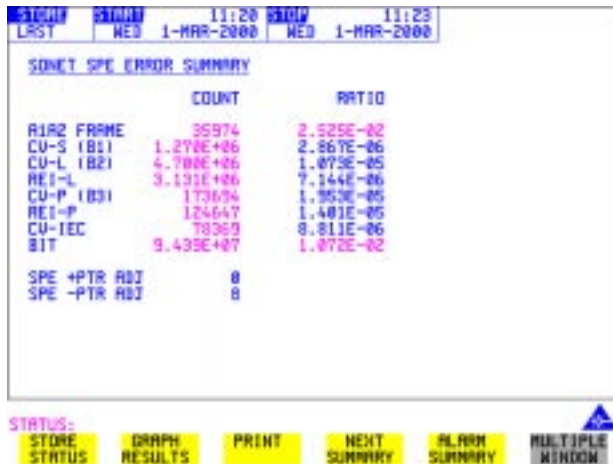 STORE START 11:20 STOP 11:23
LAST WED 1-MAR-2000 WED 1-MAR-2000
SONET SPE ERROR SUMMARY
COUNT RATIO
A1A2 FRAME 35974 2.525E-02
CV-S (B1) 1.270E+06 2.867E-06
CV-L (B2) 4.700E+06 1.073E-05
REI-L 3.131E+06 7.144E-06
CV-P (B3) 173694 1.953E-05
REI-P 124647 1.401E-05
CV-IEC 78369 8.811E-06
BIT 9.439E+07 1.072E-02
SPE +PTR ADJ 0
SPE -PTR ADJ
STATUS:
STORE STATUS GRAPH RESULTS PRINT NEXT SUMMARY ALARM SUMMARY MULTIPLE WINDOW